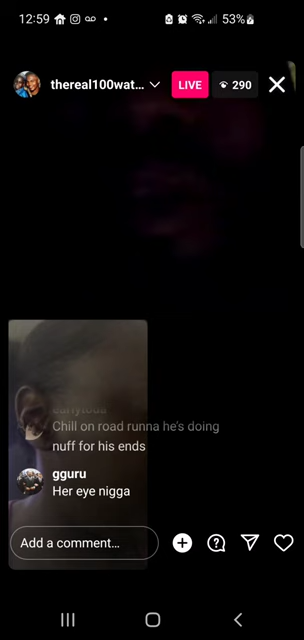 12:59
53%
thereal100wat...
LIVE
290
earlytoda
Chill on road runna he's doing
nuff for his ends
gguru
Her eye nigga
Add a comment...